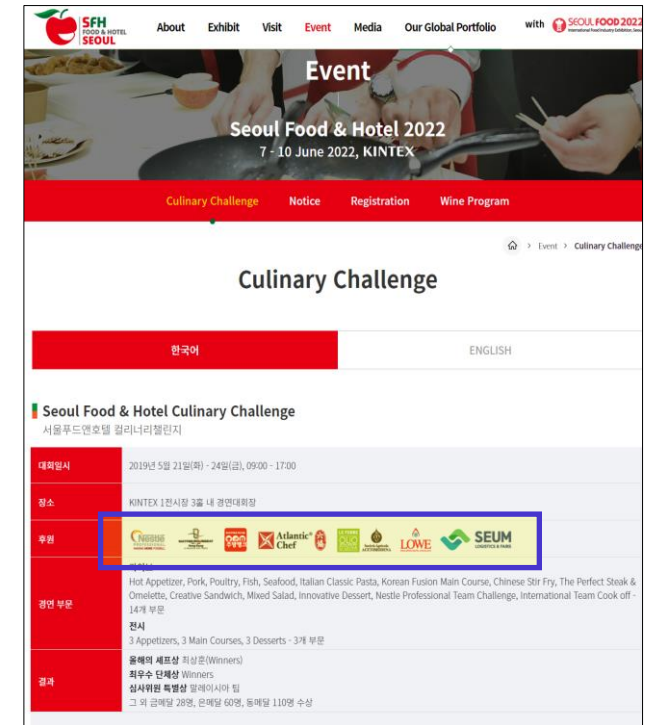 SFH
FOOD & HOTEL
SEOUL
About Exhibit Visit Event Media Our Global Portfolio with SEOUL FOOD 2022
Event
Seoul Food & Hotel 2022
7 - 10 June 2022, KINTEX
Culinary Challenge Notice Registration Wine Program
> Event > Culinary Challenge
Culinary Challenge
한국어 ENGLISH
Seoul Food & Hotel Culinary Challenge
서울푸드앤호텔 컬리너리챌린지
대회일시 2019년 5월 21일(화) - 24일(금), 09:00 - 17:00
장소 KINTEX 1전시장 3홀 내 경연대회장
후원 Nestle PROFESSIONAL Atlantic Chef LOWE SEUM
LOGISTICS & PARK
경연 부문
Hot Appetizer, Pork, Poultry, Fish, Seafood, Italian Classic Pasta, Korean Fusion Main Course, Chinese Stir Fry, The Perfect Steak &
Omelette, Creative Sandwich, Mixed Salad, Innovative Dessert, Nestle Professional Team Challenge, International Team Cook off -
14개 부문
전시
3 Appetizers, 3 Main Courses, 3 Desserts - 3개 부문
결과
올해의 셰프상 최상훈(Winners)
최우수 단체상 Winners
심사위원 특별상 말레이시아 팀
그 외 금메달 28명, 은메달 60명, 동메달 110명 수상